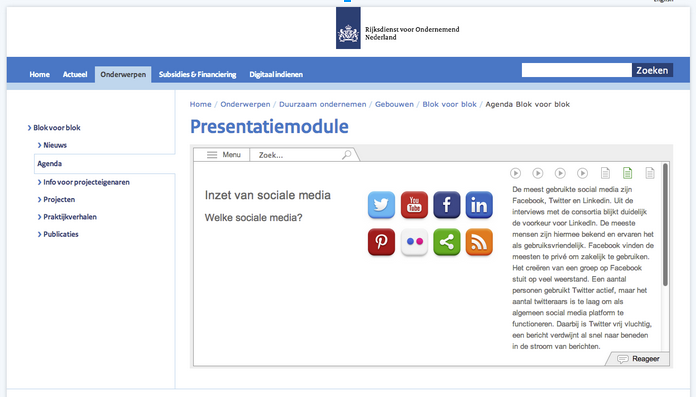 English
Rijksdienst voor Ondernemend
Nederland
Home Actueel Onderwerpen Subsidies & Financiering Digitaal indienen Zoeken
Home / Onderwerpen / Duurzaam ondernemen / Gebouwen / Blok voor blok / Agenda Blok voor blok
Presentatiemodule
Blok voor blok
Nieuws
Agenda
Info voor projecteigenaren
Projecten
Praktijkverhalen
Publicaties
Menu Zoek...
Inzet van sociale media
Welke sociale media?
You
Tube
f
in
De meest gebruikte social media zijn
Facebook, Twitter en Linkedin. Uit de
interviews met de consortia blijkt duidelijk
de voorkeur voor Linkedin. De meeste
mensen zijn hiermee bekend en ervaren het
als gebruiksvriendelijk. Facebook vinden de
meesten te privé om zakelijk te gebruiken.
Het creëren van een groep op Facebook
stuit op veel weerstand. Een aantal
personen gebruikt Twitter actief, maar het
aantal twitteraars is te laag om als
algemeen social media platform te
functioneren. Daarbij is Twitter vrij vluchtig,
een bericht verdwijnt al snel naar beneden
in de stroom van berichten.
Reageer